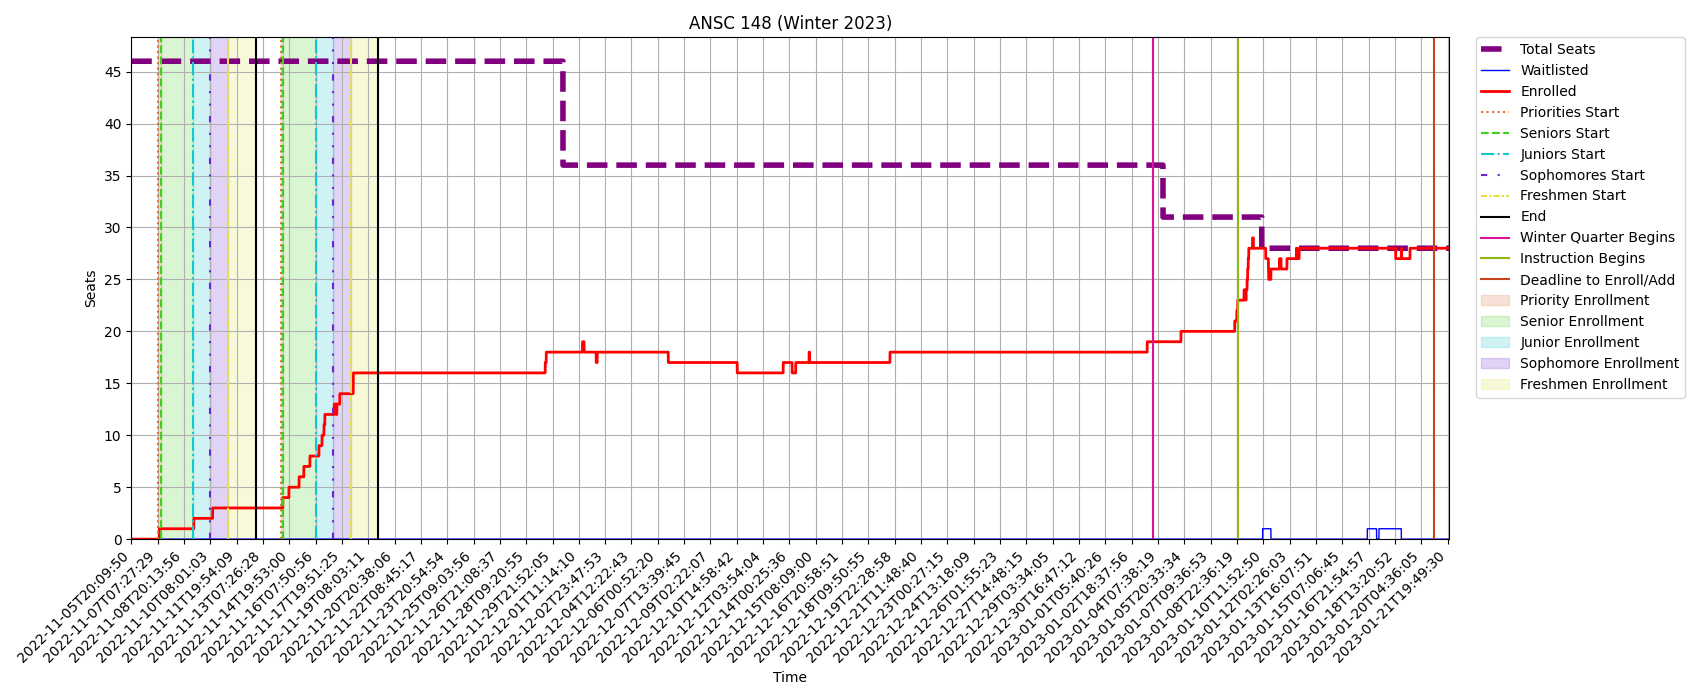 ANSC 148 (Winter 2023)
Seats
45
40
35
30
25
20
15
10
5
0
2022-11-05T20:09:50
2022-11-07T07:27:29
2022-11-08T20:13:56
2022-11-10T08:01:03
2022-11-11T19:54:09
2022-11-13T07:26:28
2022-11-14T19:53:00
2022-11-16T07:50:56
2022-11-17T19:51:25
2022-11-19T08:03:11
2022-11-20T20:38:06
2022-11-22T08:45:17
2022-11-23T20:54:54
2022-11-25T09:03:56
2022-11-26T21:08:37
2022-11-28T09:20:55
2022-11-29T21:52:05
2022-12-01T11:14:10
2022-12-02T23:47:53
2022-12-04T12:22:43
2022-12-06T00:52:20
2022-12-07T13:39:45
2022-12-09T02:22:07
2022-12-10T14:58:42
2022-12-12T03:54:04
2022-12-14T00:25:36
2022-12-15T08:09:00
2022-12-16T20:58:51
2022-12-18T09:50:55
2022-12-19T22:28:58
2022-12-21T11:48:40
2022-12-23T00:27:15
2022-12-24T13:18:09
2022-12-26T01:55:23
2022-12-27T14:48:15
2022-12-29T03:34:05
2022-12-30T16:47:12
2023-01-01T05:40:26
2023-01-02T18:37:56
2023-01-04T07:38:19
2023-01-05T20:33:34
2023-01-07T09:36:53
2023-01-08T22:36:19
2023-01-10T11:52:50
2023-01-12T02:26:03
2023-01-13T16:07:51
2023-01-15T07:06:45
2023-01-16T21:54:57
2023-01-18T13:20:52
2023-01-20T04:36:05
2023-01-21T19:49:30
Time
Total Seats
Waitlisted
Enrolled
Priorities Start
Seniors Start
Juniors Start
Sophomores Start
Freshmen Start
End
Winter Quarter Begins
Instruction Begins
Deadline to Enroll/Add
Priority Enrollment
Senior Enrollment
Junior Enrollment
Sophomore Enrollment
Freshmen Enrollment